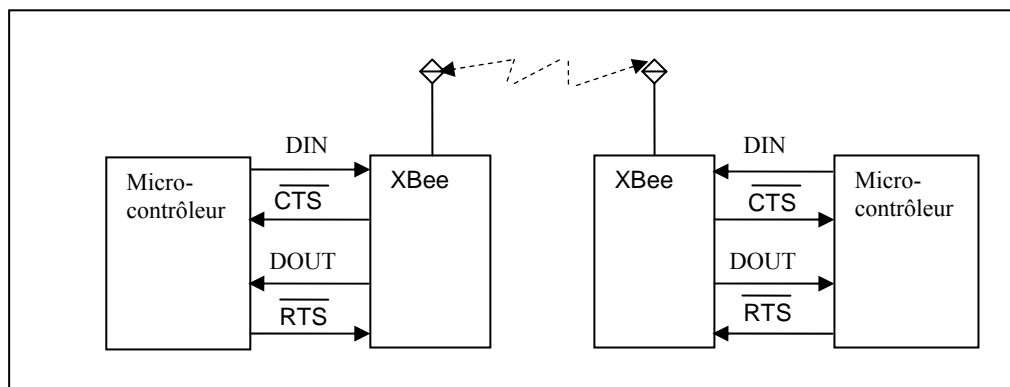 DIN
Micro-
contrôleur
XBee
CTS
DOUT
RTS
DIN
XBee
CTS
Micro-
contrôleur
DOUT
RTS